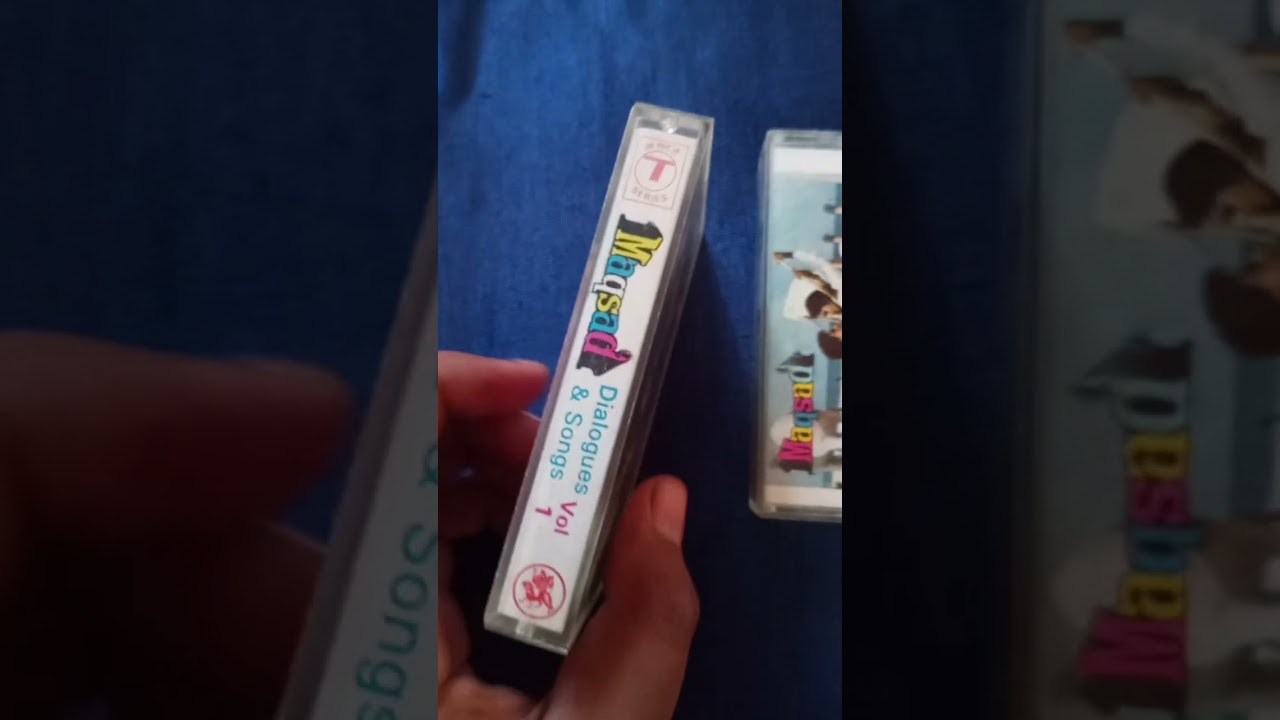 T
SERIES
Maqsad
Dialogues Vol
& Songs 1
Maqsad